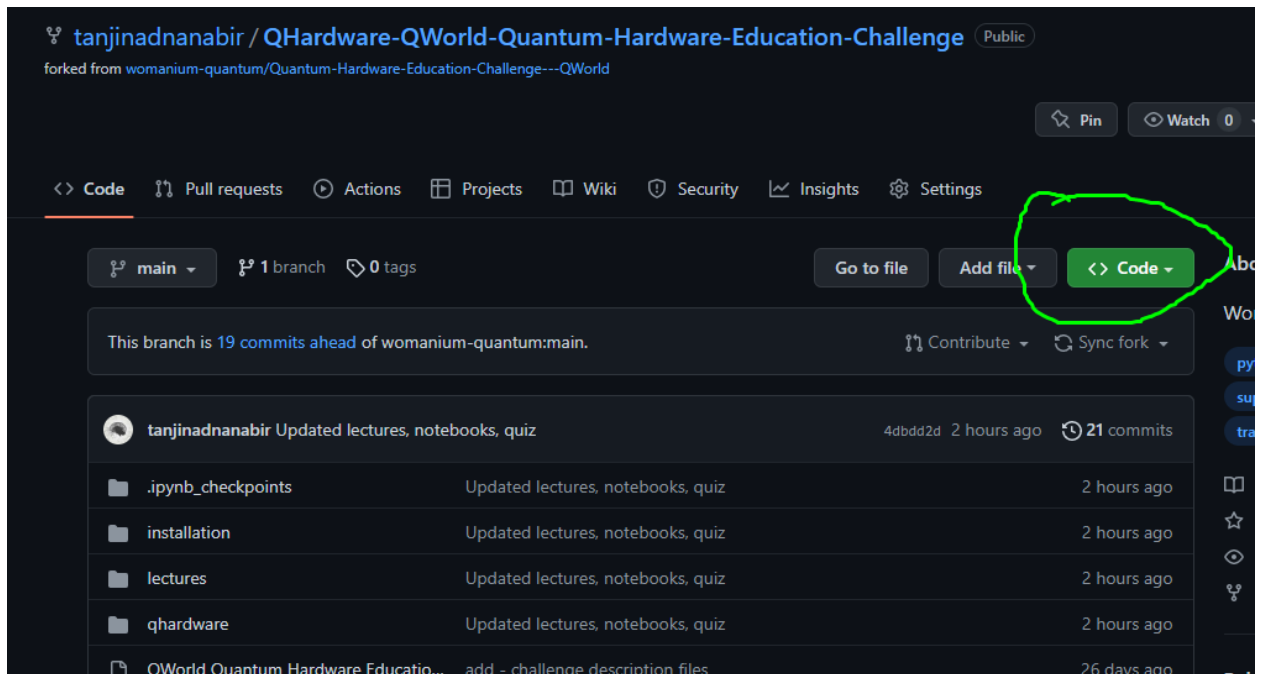 tanjinadnanabir / QHardware-QWorld-Quantum-Hardware-Education-Challenge Public
forked from womanium-quantum/Quantum-Hardware-Education-Challenge---QWorld
Pin Watch 0
Code Pull requests Actions Projects Wiki Security Insights Settings
main 1 branch 0 tags Go to file Add file Code
This branch is 19 commits ahead of womanium-quantum:main. Contribute Sync fork
tanjinadnanabir Updated lectures, notebooks, quiz 4dbdd2d 2 hours ago 21 commits
.ipynb_checkpoints Updated lectures, notebooks, quiz 2 hours ago
installation Updated lectures, notebooks, quiz 2 hours ago
lectures Updated lectures, notebooks, quiz 2 hours ago
qhardware Updated lectures, notebooks, quiz 2 hours ago
QWorld Quantum Hardware Educatio... add - challenge description files 26 days ago